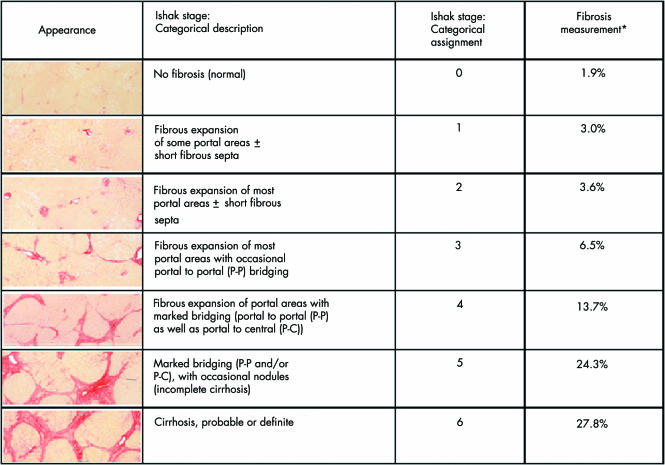 Appearance
Ishak stage:
Categorical description
Ishak stage:
Categorical
assignment
Fibrosis
measurement*
No fibrosis (normal)
0
1.9%
Fibrous expansion
of some portal areas ±
short fibrous septa
1
3.0%
Fibrous expansion of most
portal areas ± short fibrous
septa
2
3.6%
Fibrous expansion of most
portal areas with occasional
portal to portal (P-P) bridging
3
6.5%
Fibrous expansion of portal areas with
marked bridging (portal to portal (P-P)
as well as portal to central (P-C))
4
13.7%
Marked bridging (P-P and/or
P-C), with occasional nodules
(incomplete cirrhosis)
5
24.3%
Cirrhosis, probable or definite
6
27.8%